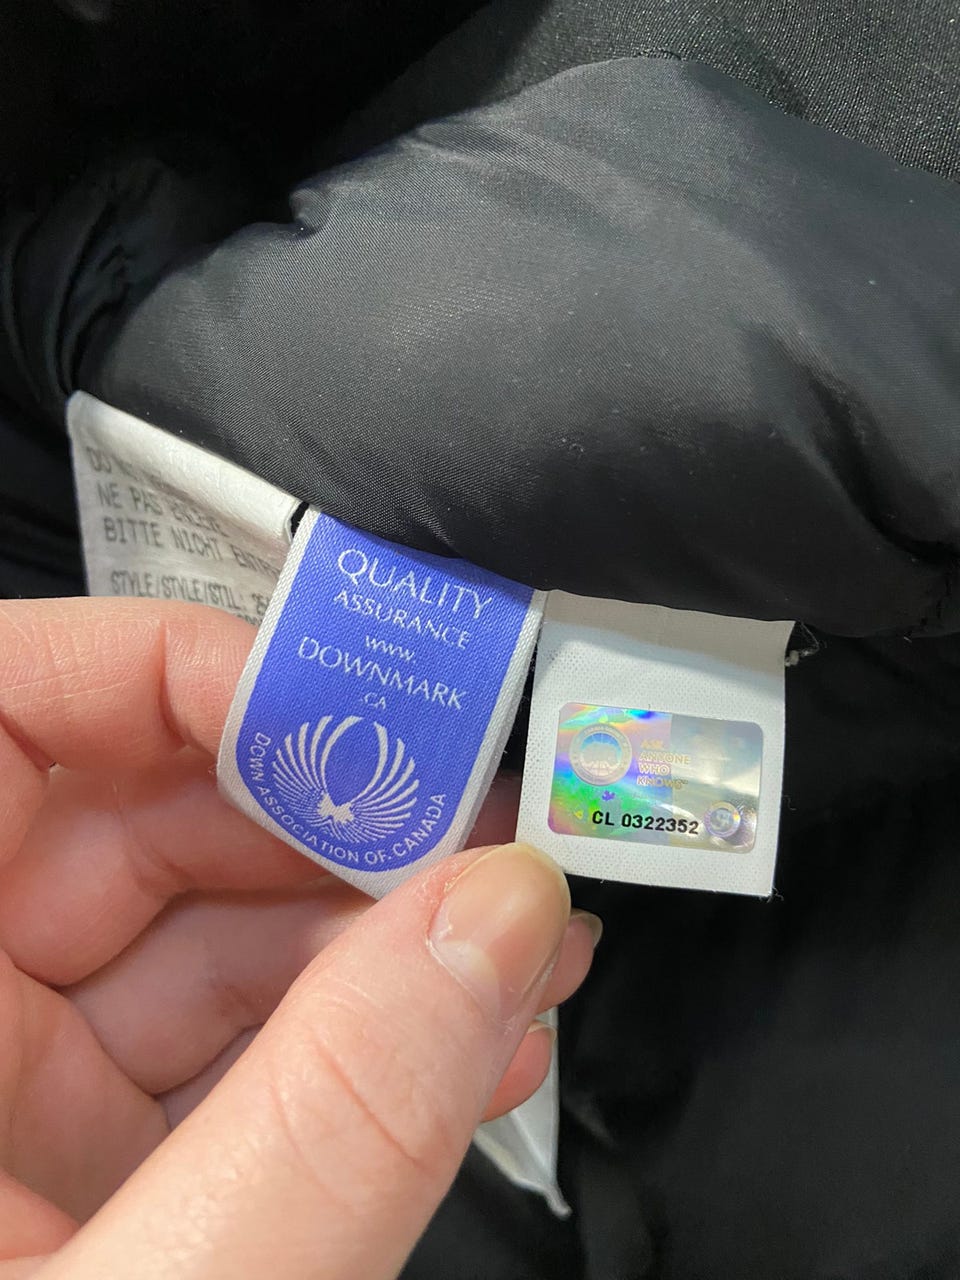 NE PAS
BITTE NICHT
STYLE/STYLE/STIL.
QUALITY
ASSURANCE
www.
DOWNMARK
.CA
DOWN ASSOCIATION OF CANADA
ASK
ANYONE
WHO
KNOWS™
CL 0322352